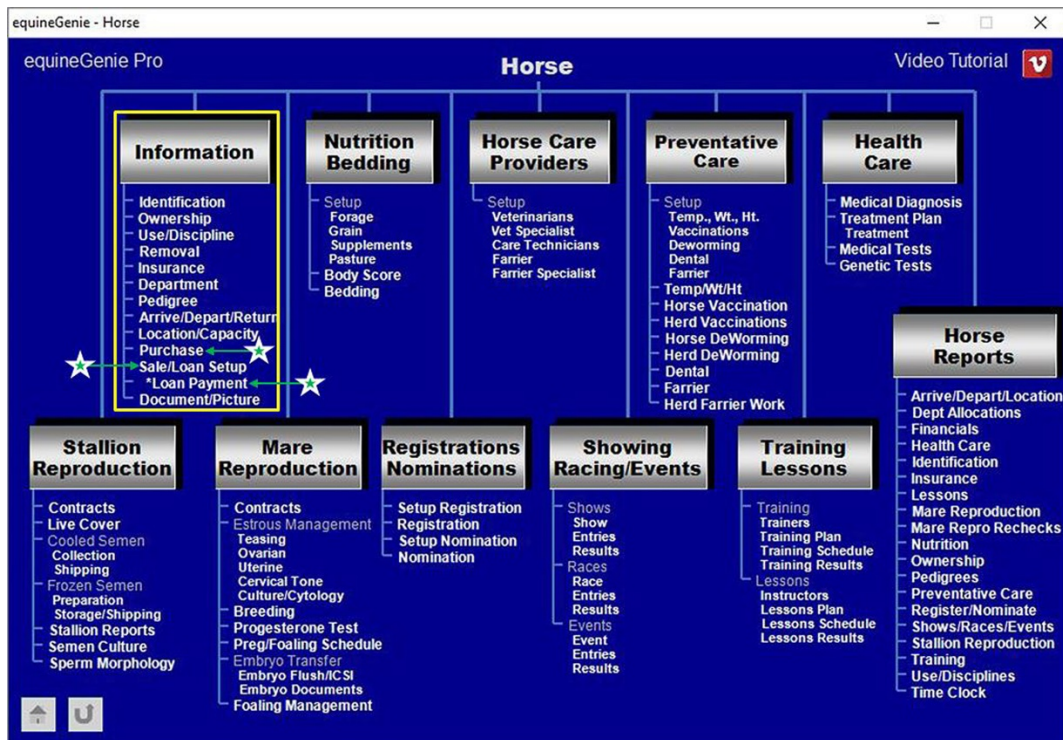 equineGenie - Horse
equineGenie Pro
Horse
Video Tutorial
Information
Identification
Ownership
Use/Discipline
Removal
Insurance
Department
Pedigree
Arrive/Depart/Return
Location/Capacity
Purchase
Sale/Loan Setup
*Loan Payment
Document/Picture
Nutrition
Bedding
Setup
Forage
Grain
Supplements
Pasture
Body Score
Bedding
Horse Care
Providers
Setup
Veterinarians
Vet Specialist
Care Technicians
Farrier
Farrier Specialist
Preventative
Care
Setup
Temp., Wt., Ht.
Vaccinations
Deworming
Dental
Farrier
Temp/Wt/Ht
Horse Vaccination
Herd Vaccinations
Horse DeWorming
Herd DeWorming
Dental
Farrier
Herd Farrier Work
Health
Care
Medical Diagnosis
Treatment Plan
Treatment
Medical Tests
Genetic Tests
Stallion
Reproduction
Contracts
Live Cover
Cooled Semen
Collection
Shipping
Frozen Semen
Preparation
Storage/Shipping
Stallion Reports
Semen Culture
Sperm Morphology
Mare
Reproduction
Contracts
Estrous Management
Teasing
Ovarian
Uterine
Cervical Tone
Culture/Cytology
Breeding
Progesterone Test
Preg/Foaling Schedule
Embryo Transfer
Embryo Flush/ICSI
Embryo Documents
Foaling Management
Registrations
Nominations
Setup Registration
Registration
Setup Nomination
Nomination
Showing
Racing/Events
Shows
Show
Entries
Results
Races
Race
Entries
Results
Events
Event
Entries
Results
Training
Lessons
Training
Trainers
Training Plan
Training Schedule
Training Results
Lessons
Instructors
Lessons Plan
Lessons Schedule
Lessons Results
Horse
Reports
Arrive/Depart/Location
Dept Allocations
Financials
Health Care
Identification
Insurance
Lessons
Mare Reproduction
Mare Repro Rechecks
Nutrition
Ownership
Pedigrees
Preventative Care
Register/Nominate
Shows/Races/Events
Stallion Reproduction
Training
Use/Disciplines
Time Clock